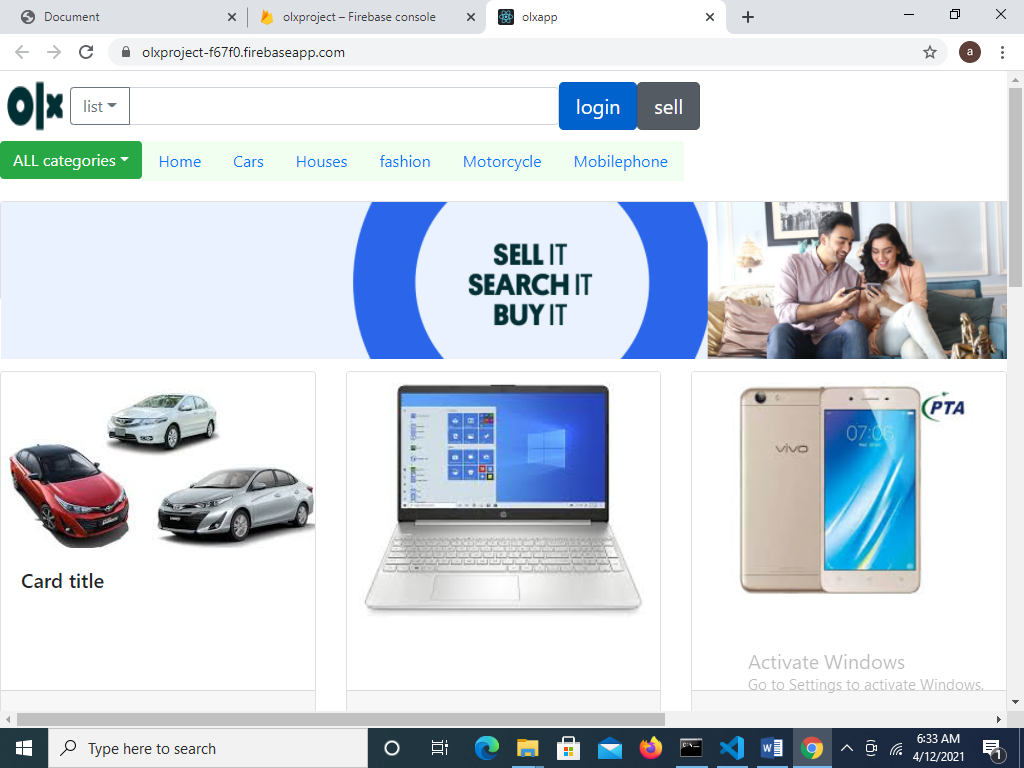 Document
olxproject – Firebase console
olxapp
olxproject-f67f0.firebaseapp.com
a
olx
list
login
sell
ALL categories
Home
Cars
Houses
fashion
Motorcycle
Mobilephone
SELL IT
SEARCH IT
BUY IT
PTA
07:06
vivo
hp
Card title
Activate Windows
Go to Settings to activate Windows.
Type here to search
6:33 AM
4/12/2021
1